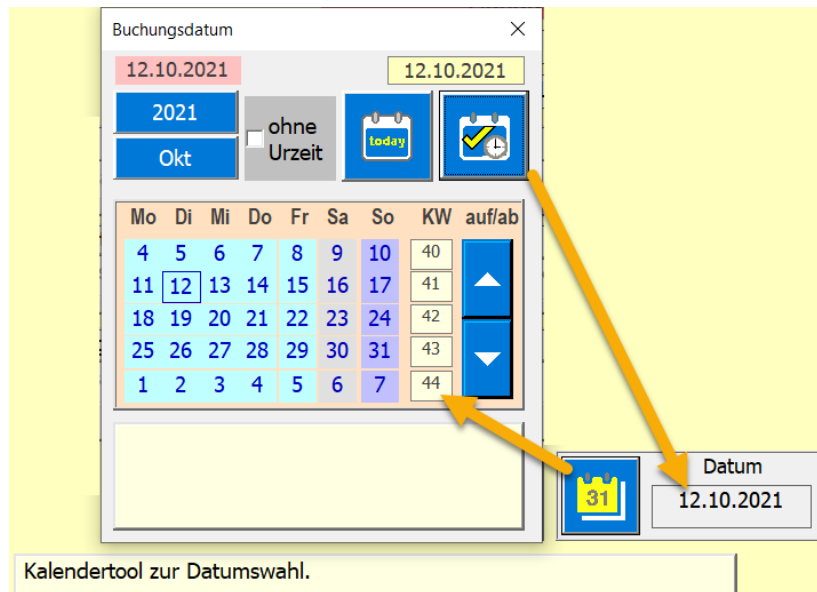 Buchungsdatum
12.10.2021 12.10.2021
2021
Okt
ohne
Urzeit
today
Mo Di Mi Do Fr Sa So KW auf/ab
4 5 6 7 8 9 10 40
11 12 13 14 15 16 17 41
18 19 20 21 22 23 24 42
25 26 27 28 29 30 31 43
1 2 3 4 5 6 7 44
31
Datum
12.10.2021
Kalendertool zur Datumswahl.